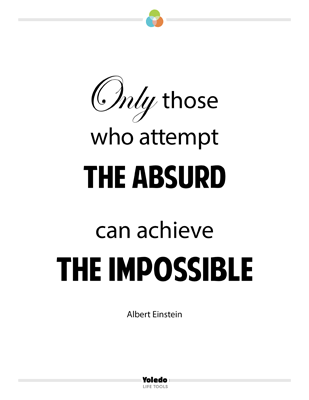 Only those
who attempt
THE ABSURD
can achieve
THE IMPOSSIBLE
Albert Einstein
Yoledo
LIFE TOOLS